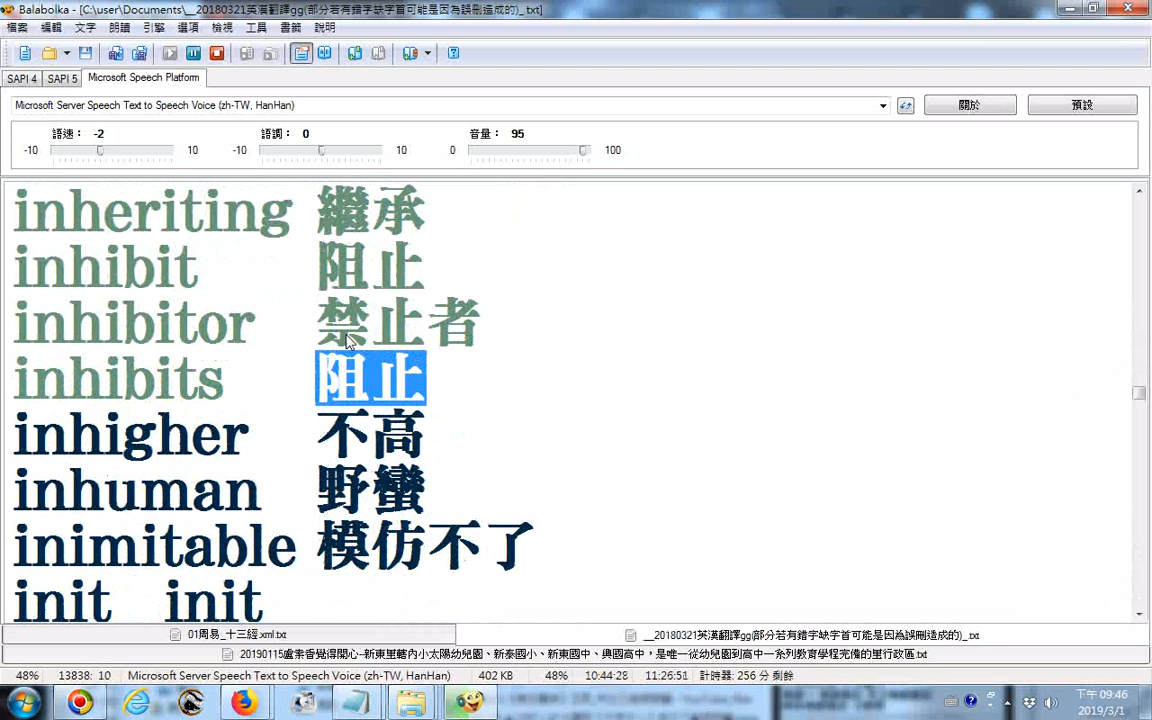 Balabolka - [C:\user\Documents\__20180321英漢翻譯gg(部分若有錯字缺字首可能是因為誤刪造成的)_.txt]
檔案 編輯 文字 朗讀 引擎 選項 檢視 工具 書籤 說明
SAPI 4 SAPI 5 Microsoft Speech Platform
Microsoft Server Speech Text to Speech Voice (zh-TW, HanHan) 關於 預設
語速： -2 語調： 0 音量： 95
-10 10 -10 10 0 100
inheriting 繼承
inhibit 阻止
inhibitor 禁止者
inhibits 阻止
inhigher 不高
inhuman 野蠻
inimitable 模仿不了
init init
01周易_十三經.xml.txt __20180321英漢翻譯gg(部分若有錯字缺字首可能是因為誤刪造成的)_.txt
20190115盧素香覺得開心-新東里轄內小太陽幼兒園、新泰國小、新東國中、興國高中，是唯一從幼兒園到高中一系列教育學程完備的里行政區.txt
48% 13838: 10 Microsoft Server Speech Text to Speech Voice (zh-TW, HanHan) 402 KB 48% 10:44:28 11:26:51 計時器: 256 分 剩餘
下午 09:46
2019/3/1